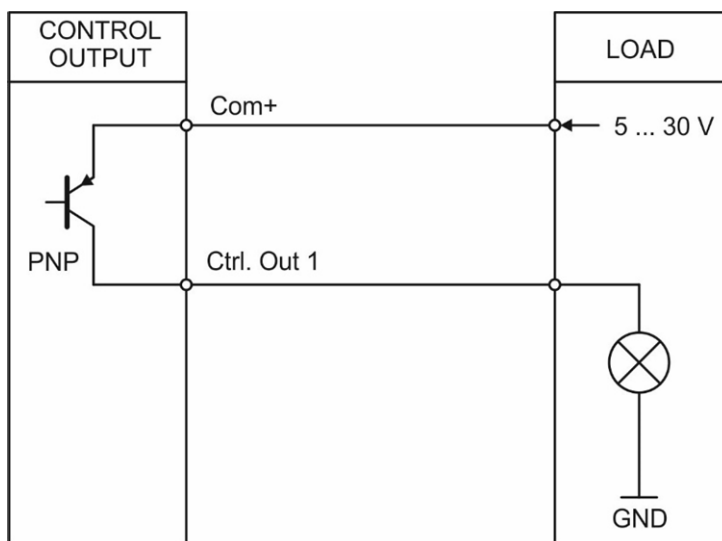 CONTROL
OUTPUT
LOAD
Com+
5 ... 30 V
PNP
Ctrl. Out 1
GND